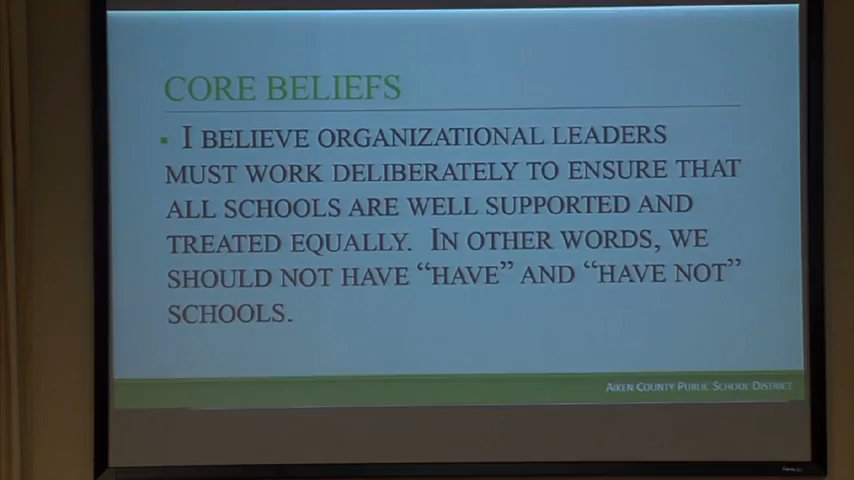 CORE BELIEFS
▪ I BELIEVE ORGANIZATIONAL LEADERS
MUST WORK DELIBERATELY TO ENSURE THAT
ALL SCHOOLS ARE WELL SUPPORTED AND
TREATED EQUALLY. IN OTHER WORDS, WE
SHOULD NOT HAVE “HAVE” AND “HAVE NOT”
SCHOOLS.
AIKEN COUNTY PUBLIC SCHOOL DISTRICT